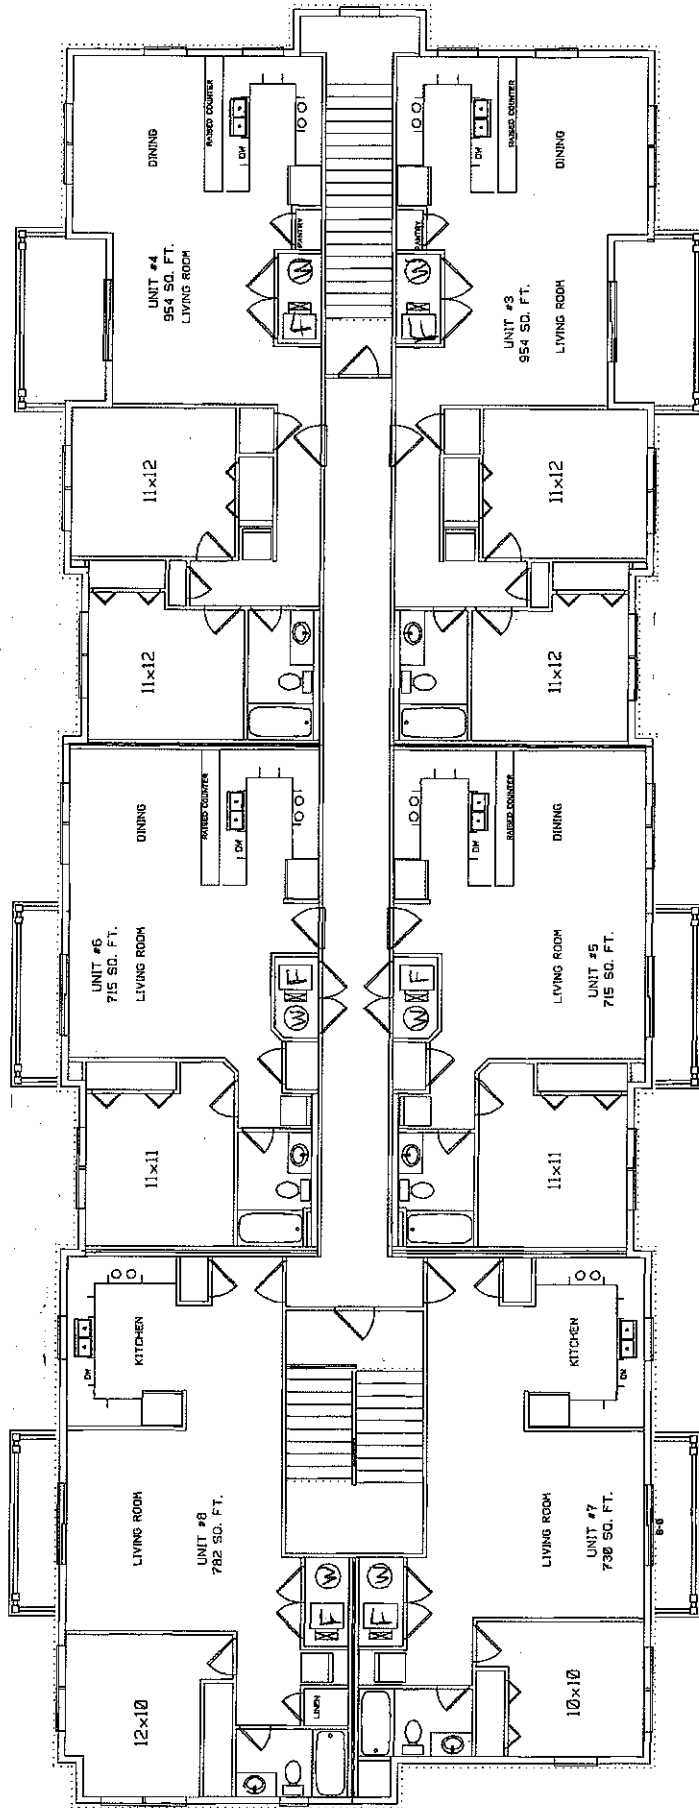 DINING
RAISED COUNTER
DW
PANTRY
W
F
UNIT #4
954 SQ. FT.
LIVING ROOM
11x12
11x12
DINING
RAISED COUNTER
DW
PANTRY
W
F
UNIT #3
954 SQ. FT.
LIVING ROOM
11x12
11x12
DINING
RAISED COUNTER
DW
UNIT #6
715 SQ. FT.
LIVING ROOM
F
W
11x11
DINING
RAISED COUNTER
DW
LIVING ROOM
UNIT #5
715 SQ. FT.
F
W
11x11
KITCHEN
DW
LIVING ROOM
UNIT #8
782 SQ. FT.
W
F
LINEN
12x10
KITCHEN
DW
LIVING ROOM
UNIT #7
730 SQ. FT.
W
F
10x10